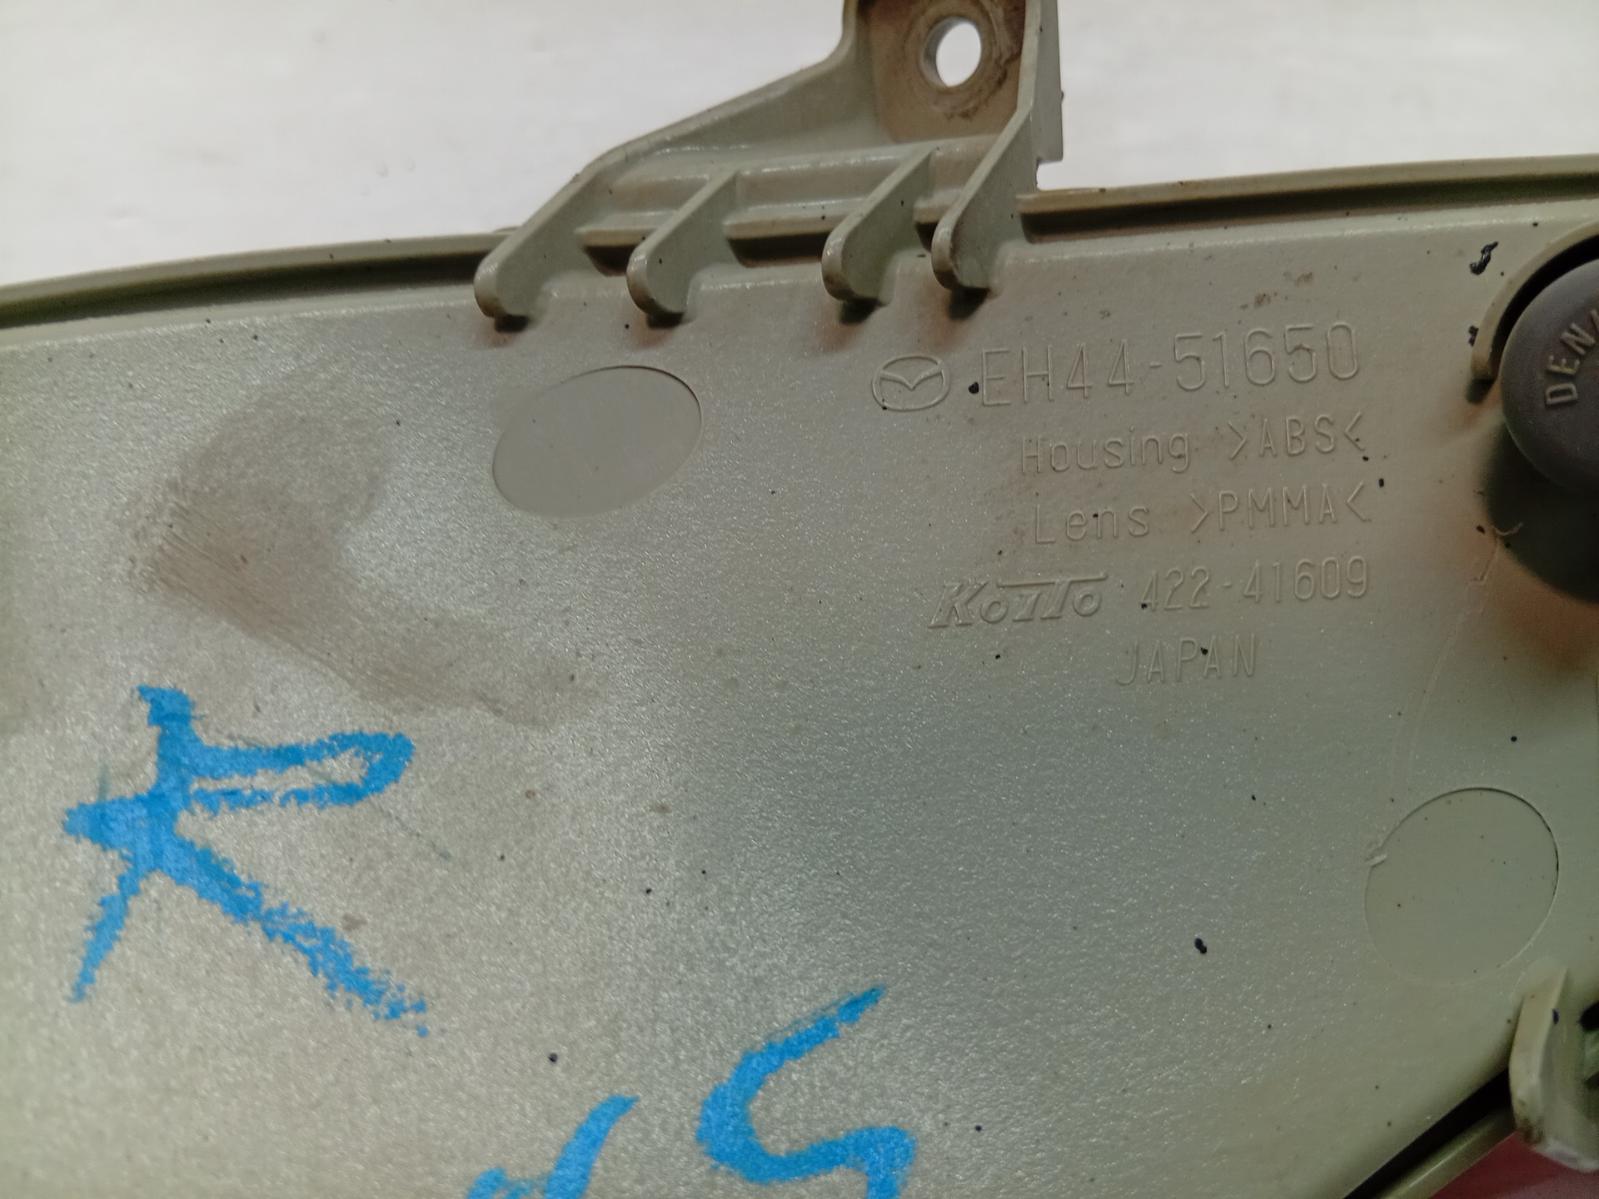 EH44-51650
Housing >ABS<
Lens >PMMA<
KOITO 422-41609
JAPAN
R